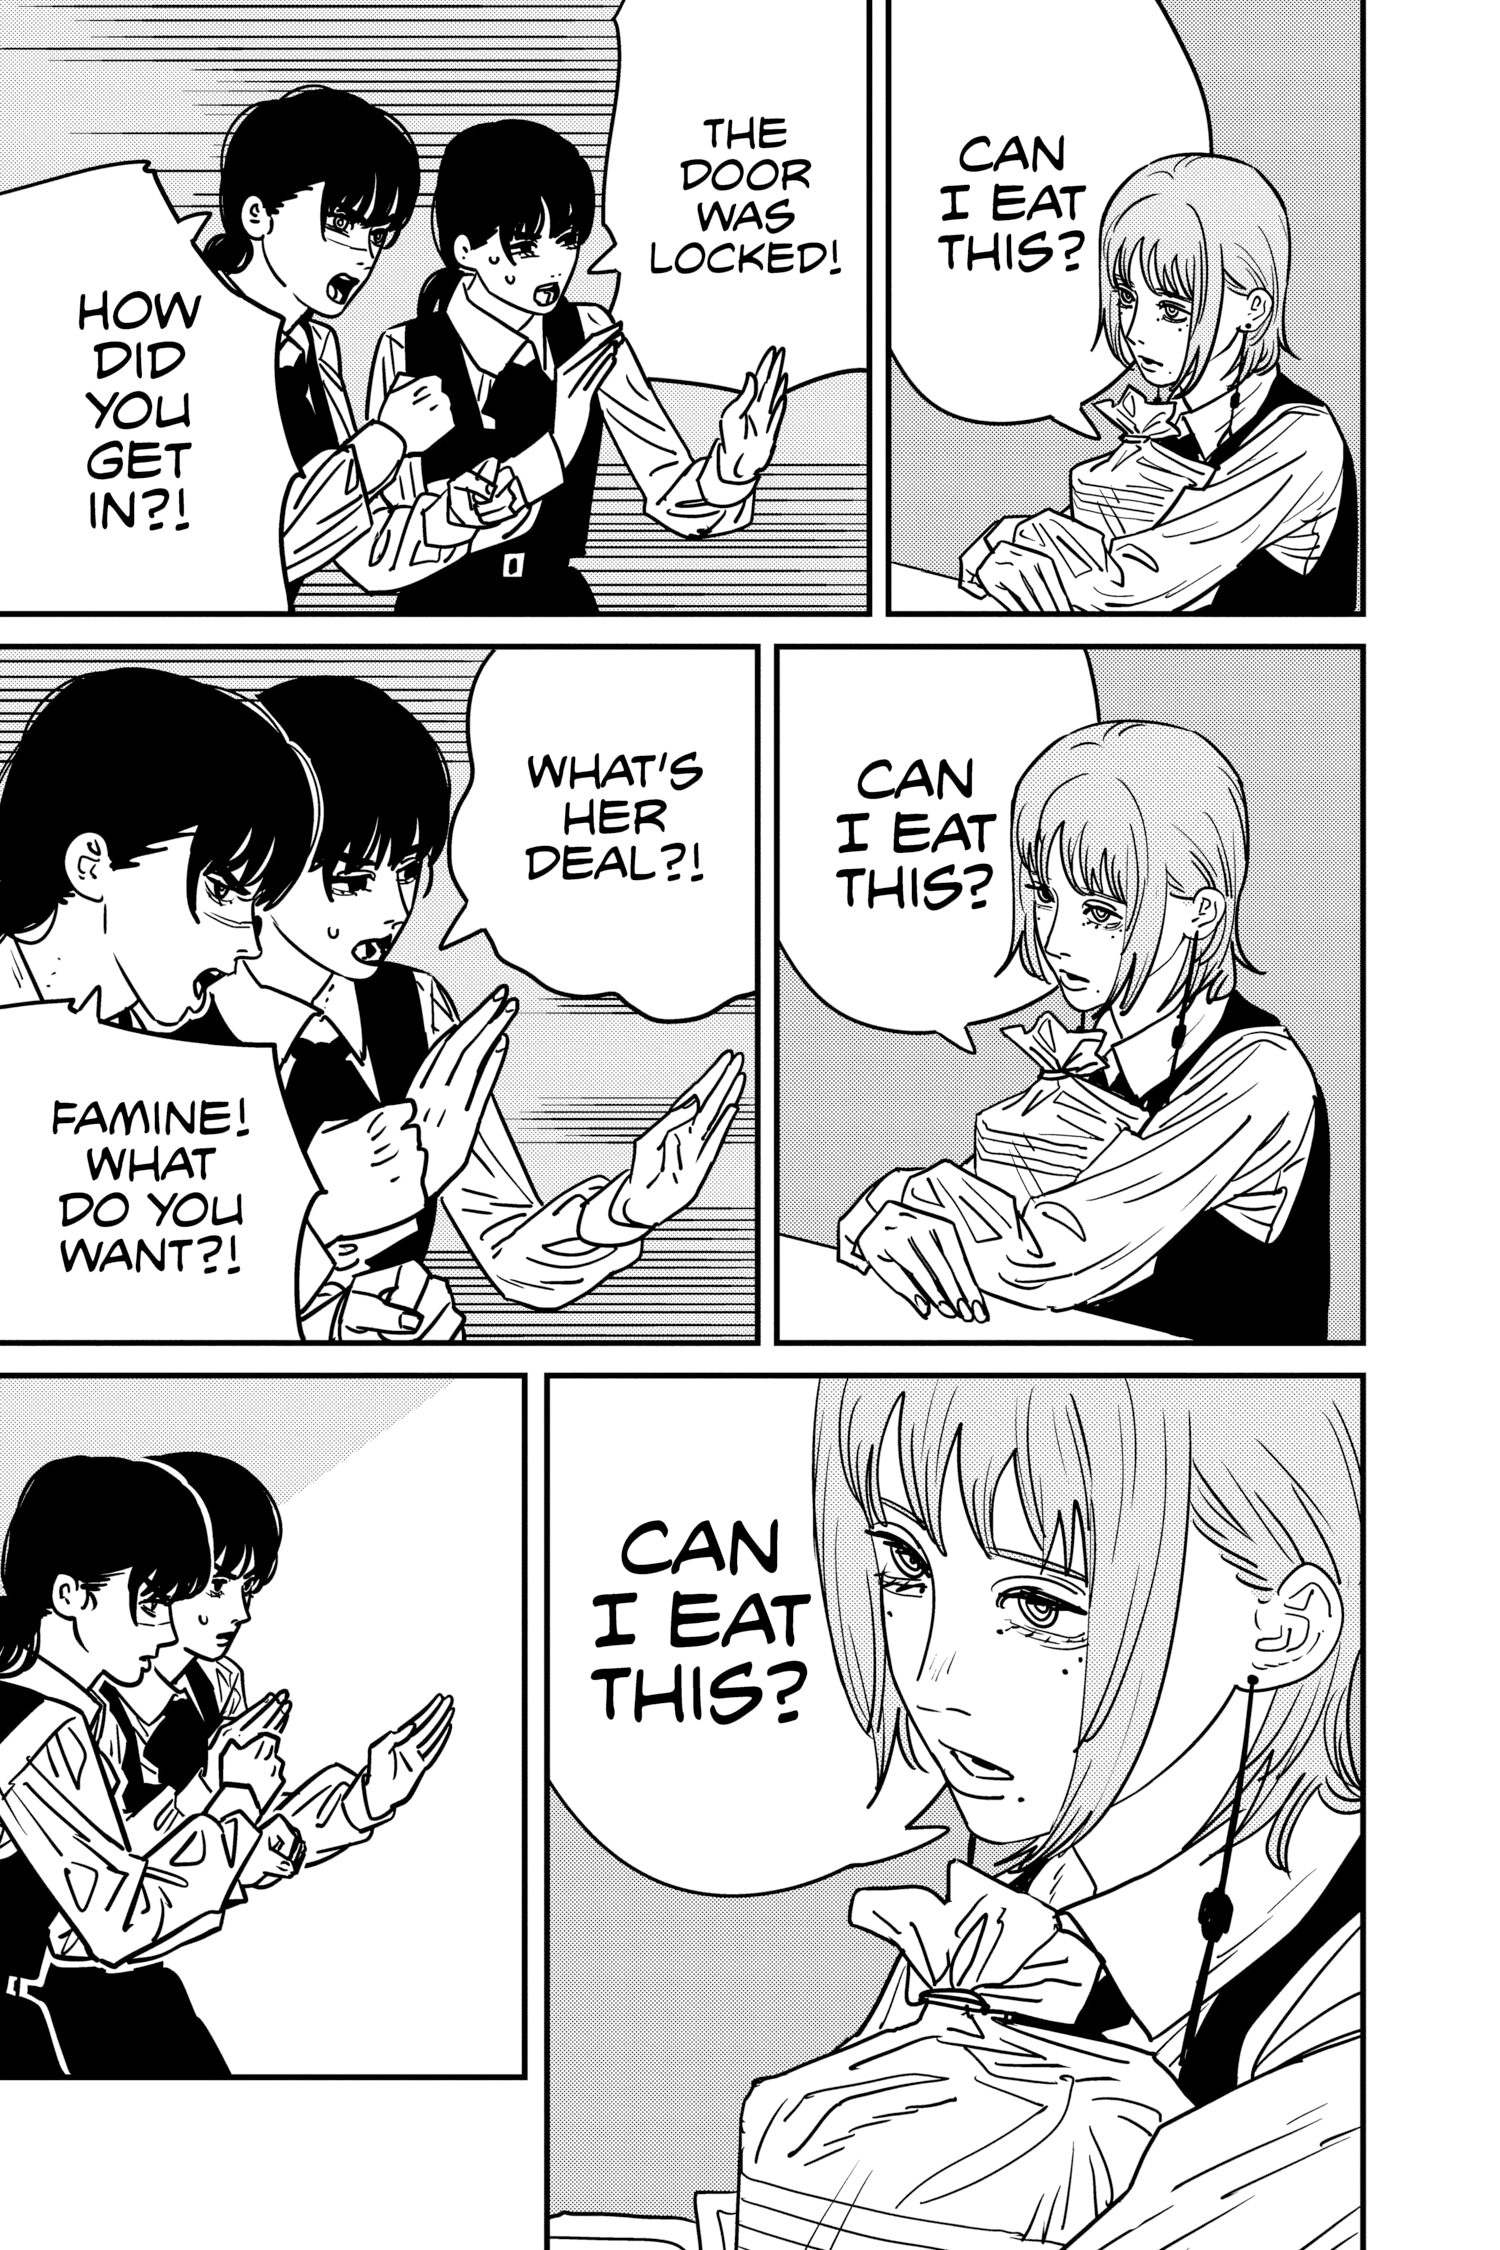 CAN
I EAT
THIS?
THE
DOOR
WAS
LOCKED!
HOW
DID
YOU
GET
IN?!
CAN
I EAT
THIS?
WHAT'S
HER
DEAL?!
FAMINE!
WHAT
DO YOU
WANT?!
CAN
I EAT
THIS?